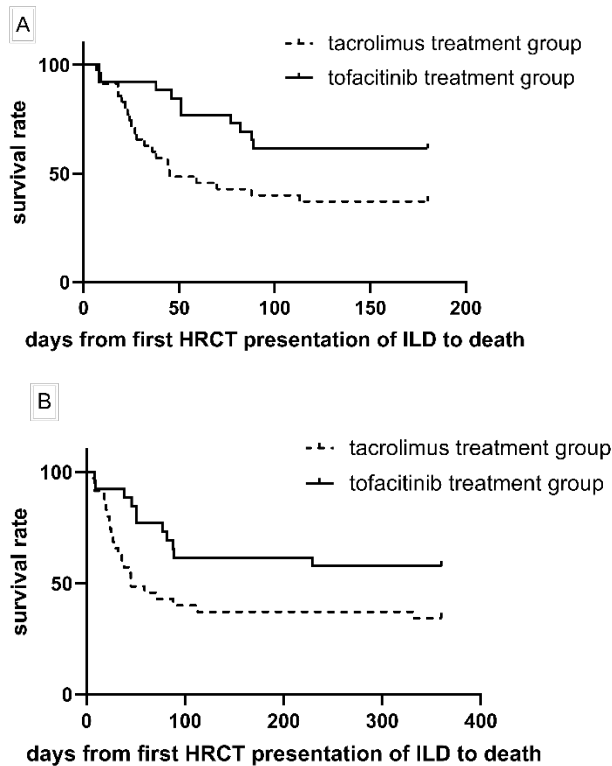 A
tacrolimus treatment group
tofacitinib treatment group
100
50
0
survival rate
0 50 100 150 200
days from first HRCT presentation of ILD to death
B
tacrolimus treatment group
tofacitinib treatment group
100
50
0
survival rate
0 100 200 300 400
days from first HRCT presentation of ILD to death